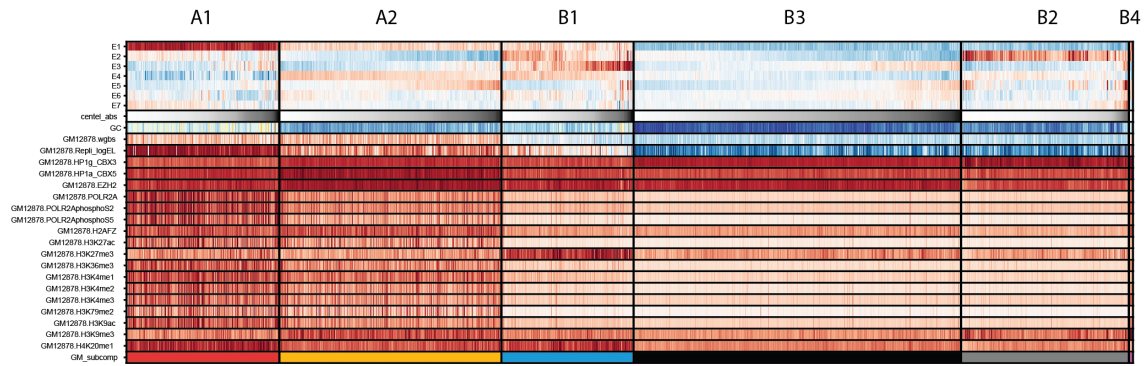 A1 A2 B1 B3 B2 B4
E1
E2
E3
E4
E5
E6
E7
centel_abs
GC
GM12878.wgbs
GM12878.Repli_logEL
GM12878.HP1g_CBX3
GM12878.HP1a_CBX5
GM12878.EZH2
GM12878.POLR2A
GM12878.POLR2AphosphoS2
GM12878.POLR2AphosphoS5
GM12878.H2AFZ
GM12878.H3K27ac
GM12878.H3K27me3
GM12878.H3K36me3
GM12878.H3K4me1
GM12878.H3K4me2
GM12878.H3K4me3
GM12878.H3K79me2
GM12878.H3K9ac
GM12878.H3K9me3
GM12878.H4K20me1
GM_subcomp